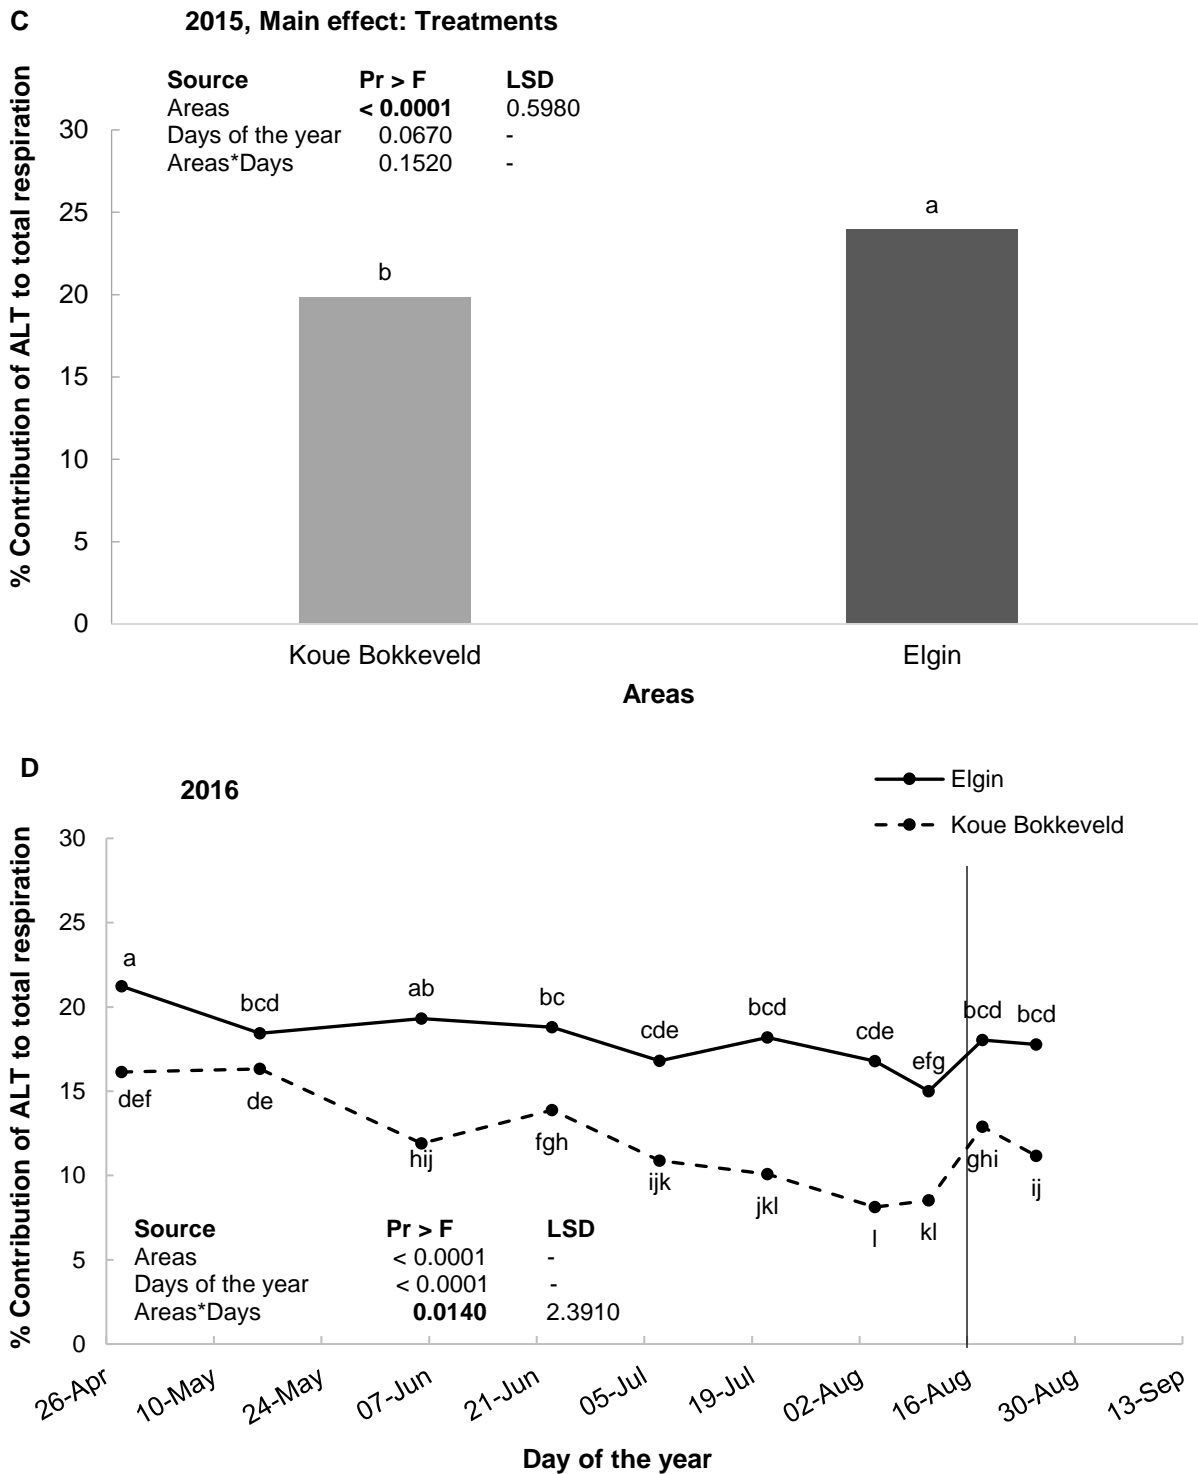 C
2015, Main effect: Treatments
Source Pr > F LSD
Areas < 0.0001 0.5980
Days of the year 0.0670 -
Areas*Days 0.1520 -
% Contribution of ALT to total respiration
30
25
20
15
10
5
0
b
a
Koue Bokkeveld Elgin
Areas
D
2016
Elgin
Koue Bokkeveld
% Contribution of ALT to total respiration
30
25
20
15
10
5
0
a bcd ab bc cde bcd cde efg bcd bcd
def de hij fgh ijk jkl l kl ghi ij
Source Pr > F LSD
Areas < 0.0001 -
Days of the year < 0.0001 -
Areas*Days 0.0140 2.3910
26-Apr 10-May 24-May 07-Jun 21-Jun 05-Jul 19-Jul 02-Aug 16-Aug 30-Aug 13-Sep
Day of the year